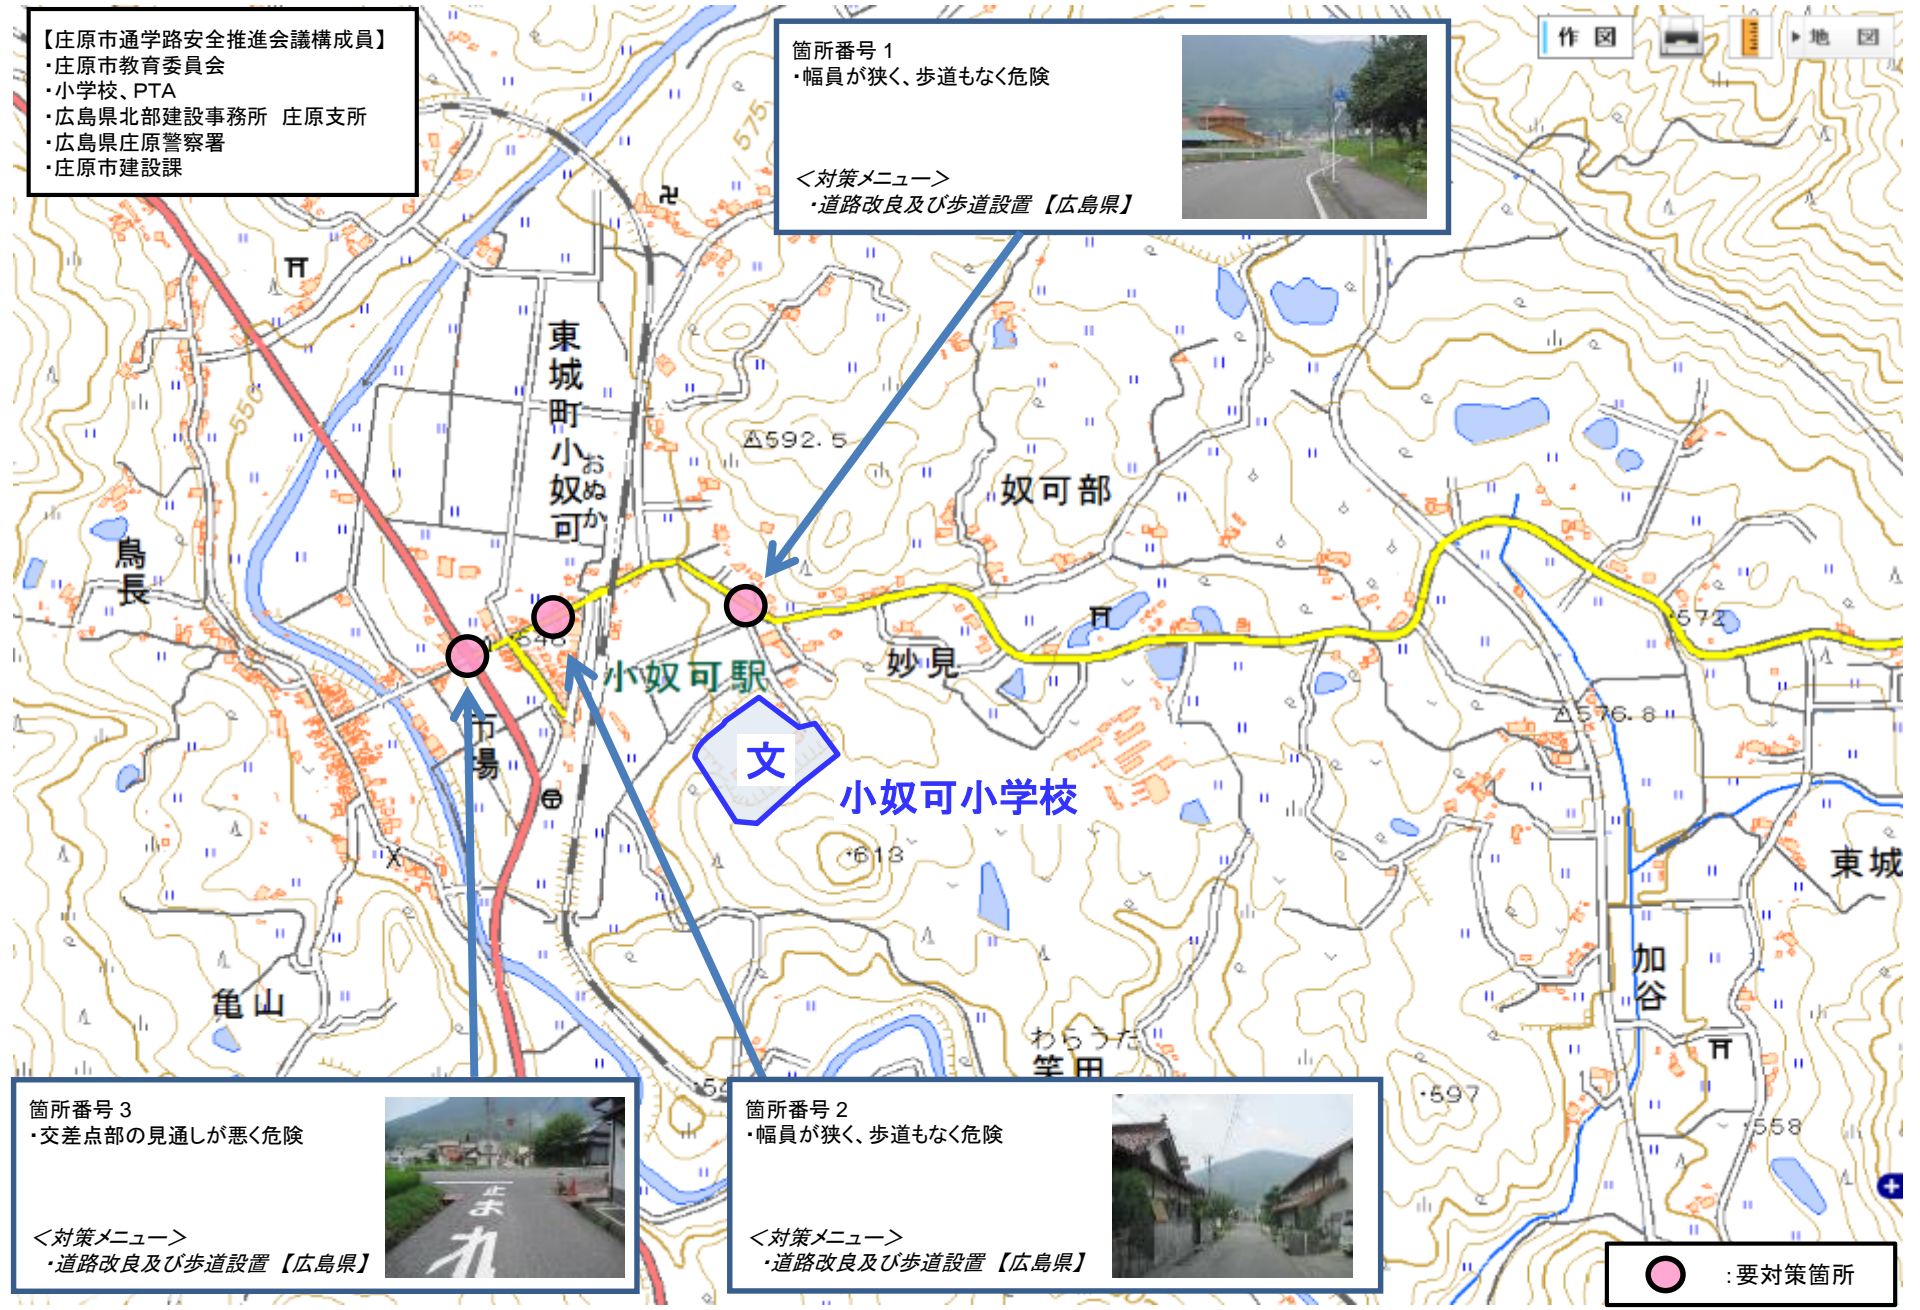 【庄原市通学路安全推進会議構成員】
・庄原市教育委員会
・小学校、PTA
・広島県北部建設事務所　庄原支所
・広島県庄原警察署
・庄原市建設課
箇所番号 1
・幅員が狭く、歩道もなく危険
＜対策メニュー＞
・道路改良及び歩道設置 【広島県】
作 図
地 図
575
550
東城町小奴可
おぬか
592.5
奴可部
鳥長
548
小奴可駅
妙見
572
576.8
市場
文
小奴可小学校
613
東城
加谷
亀山
わらうた
笑田
54
597
558
箇所番号 3
・交差点部の見通しが悪く危険
＜対策メニュー＞
・道路改良及び歩道設置 【広島県】
止
箇所番号 2
・幅員が狭く、歩道もなく危険
＜対策メニュー＞
・道路改良及び歩道設置 【広島県】
：要対策箇所